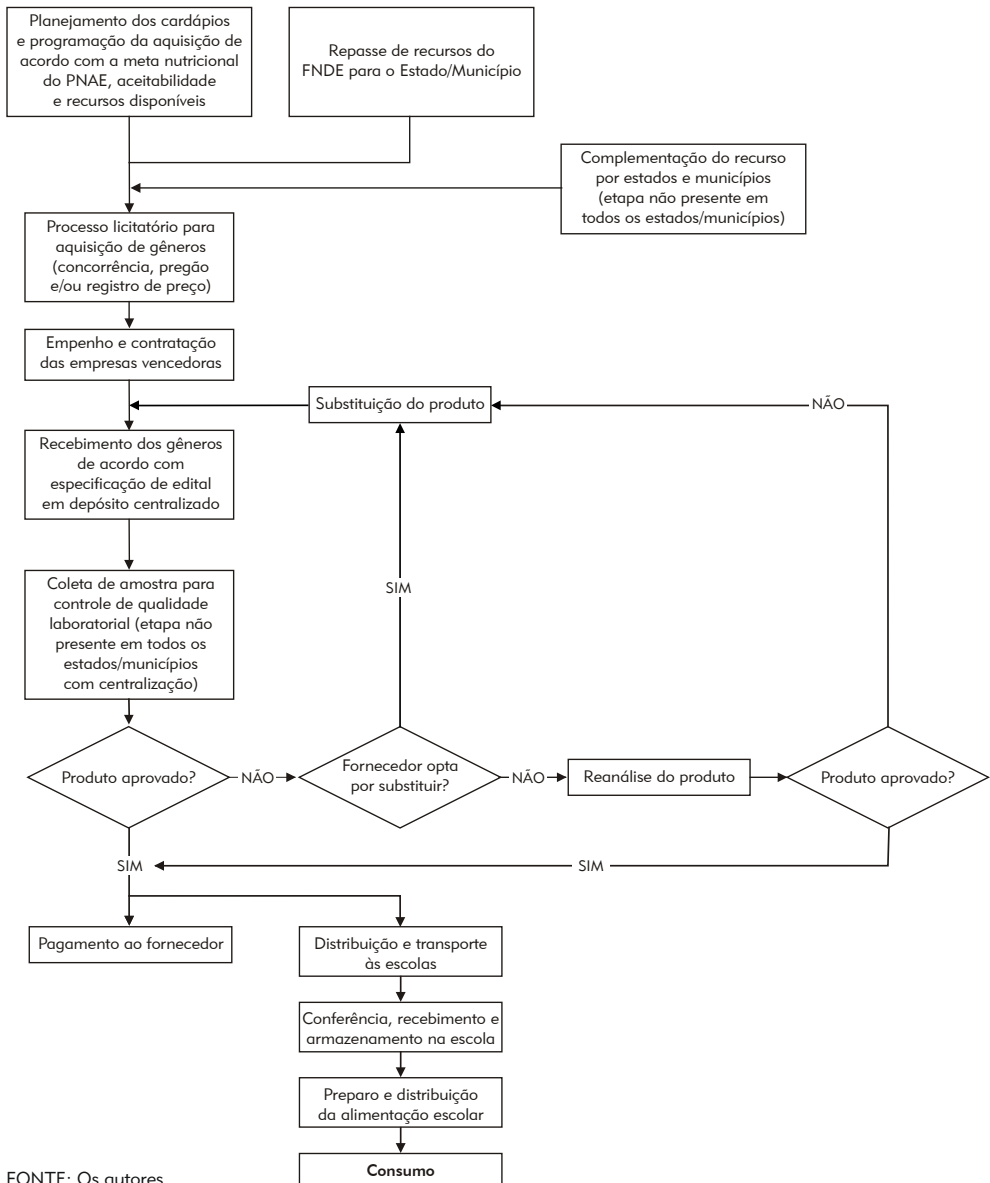 Planejamento dos cardápios
e programação da aquisição de
acordo com a meta nutricional
do PNAE, aceitabilidade
e recursos disponíveis
Repasse de recursos do
FNDE para o Estado/Município
Complementação do recurso
por estados e municípios
(etapa não presente em
todos os estados/municípios)
Processo licitatório para
aquisição de gêneros
(concorrência, pregão
e/ou registro de preço)
Empenho e contratação
das empresas vencedoras
Substituição do produto
NÃO
Recebimento dos gêneros
de acordo com
especificação de edital
em depósito centralizado
SIM
Coleta de amostra para
controle de qualidade
laboratorial (etapa não
presente em todos os
estados/municípios
com centralização)
Produto aprovado?
NÃO
Fornecedor opta
por substituir?
NÃO
Reanálise do produto
Produto aprovado?
SIM
SIM
Pagamento ao fornecedor
Distribuição e transporte
às escolas
Conferência, recebimento e
armazenamento na escola
Preparo e distribuição
da alimentação escolar
Consumo
FONTE: Os autores